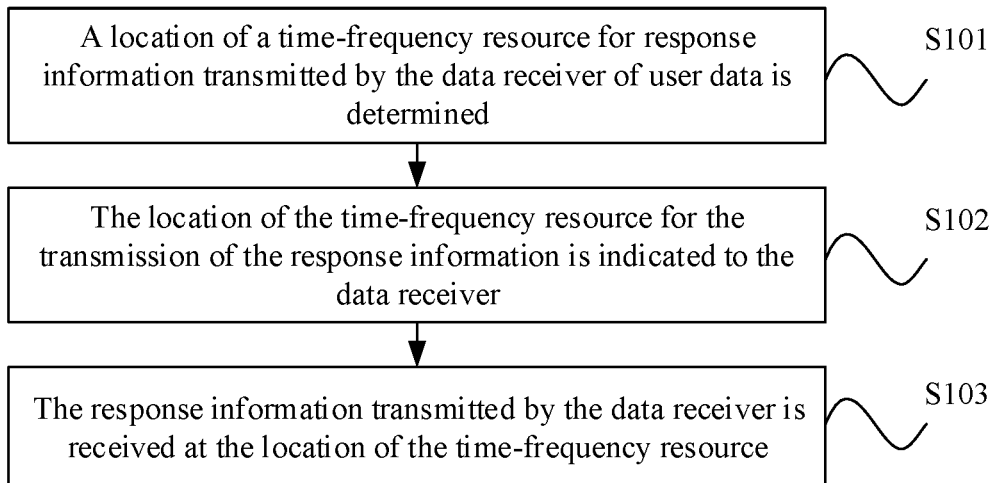 A location of a time-frequency resource for response
information transmitted by the data receiver of user data is
determined
S101
The location of the time-frequency resource for the
transmission of the response information is indicated to the
data receiver
S102
The response information transmitted by the data receiver is
received at the location of the time-frequency resource
S103